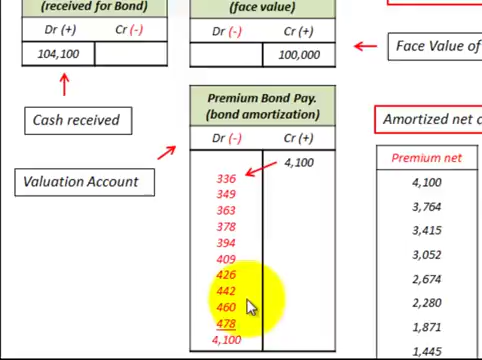 (received for Bond)
Dr (+) Cr (-)
104,100
Cash received
(face value)
Dr (-) Cr (+)
100,000
Face Value of
Premium Bond Pay.
(bond amortization)
Dr (-) Cr (+)
4,100
336
349
363
378
394
409
426
442
460
478
4,100
Valuation Account
Amortized net c
Premium net
4,100
3,764
3,415
3,052
2,674
2,280
1,871
1,445